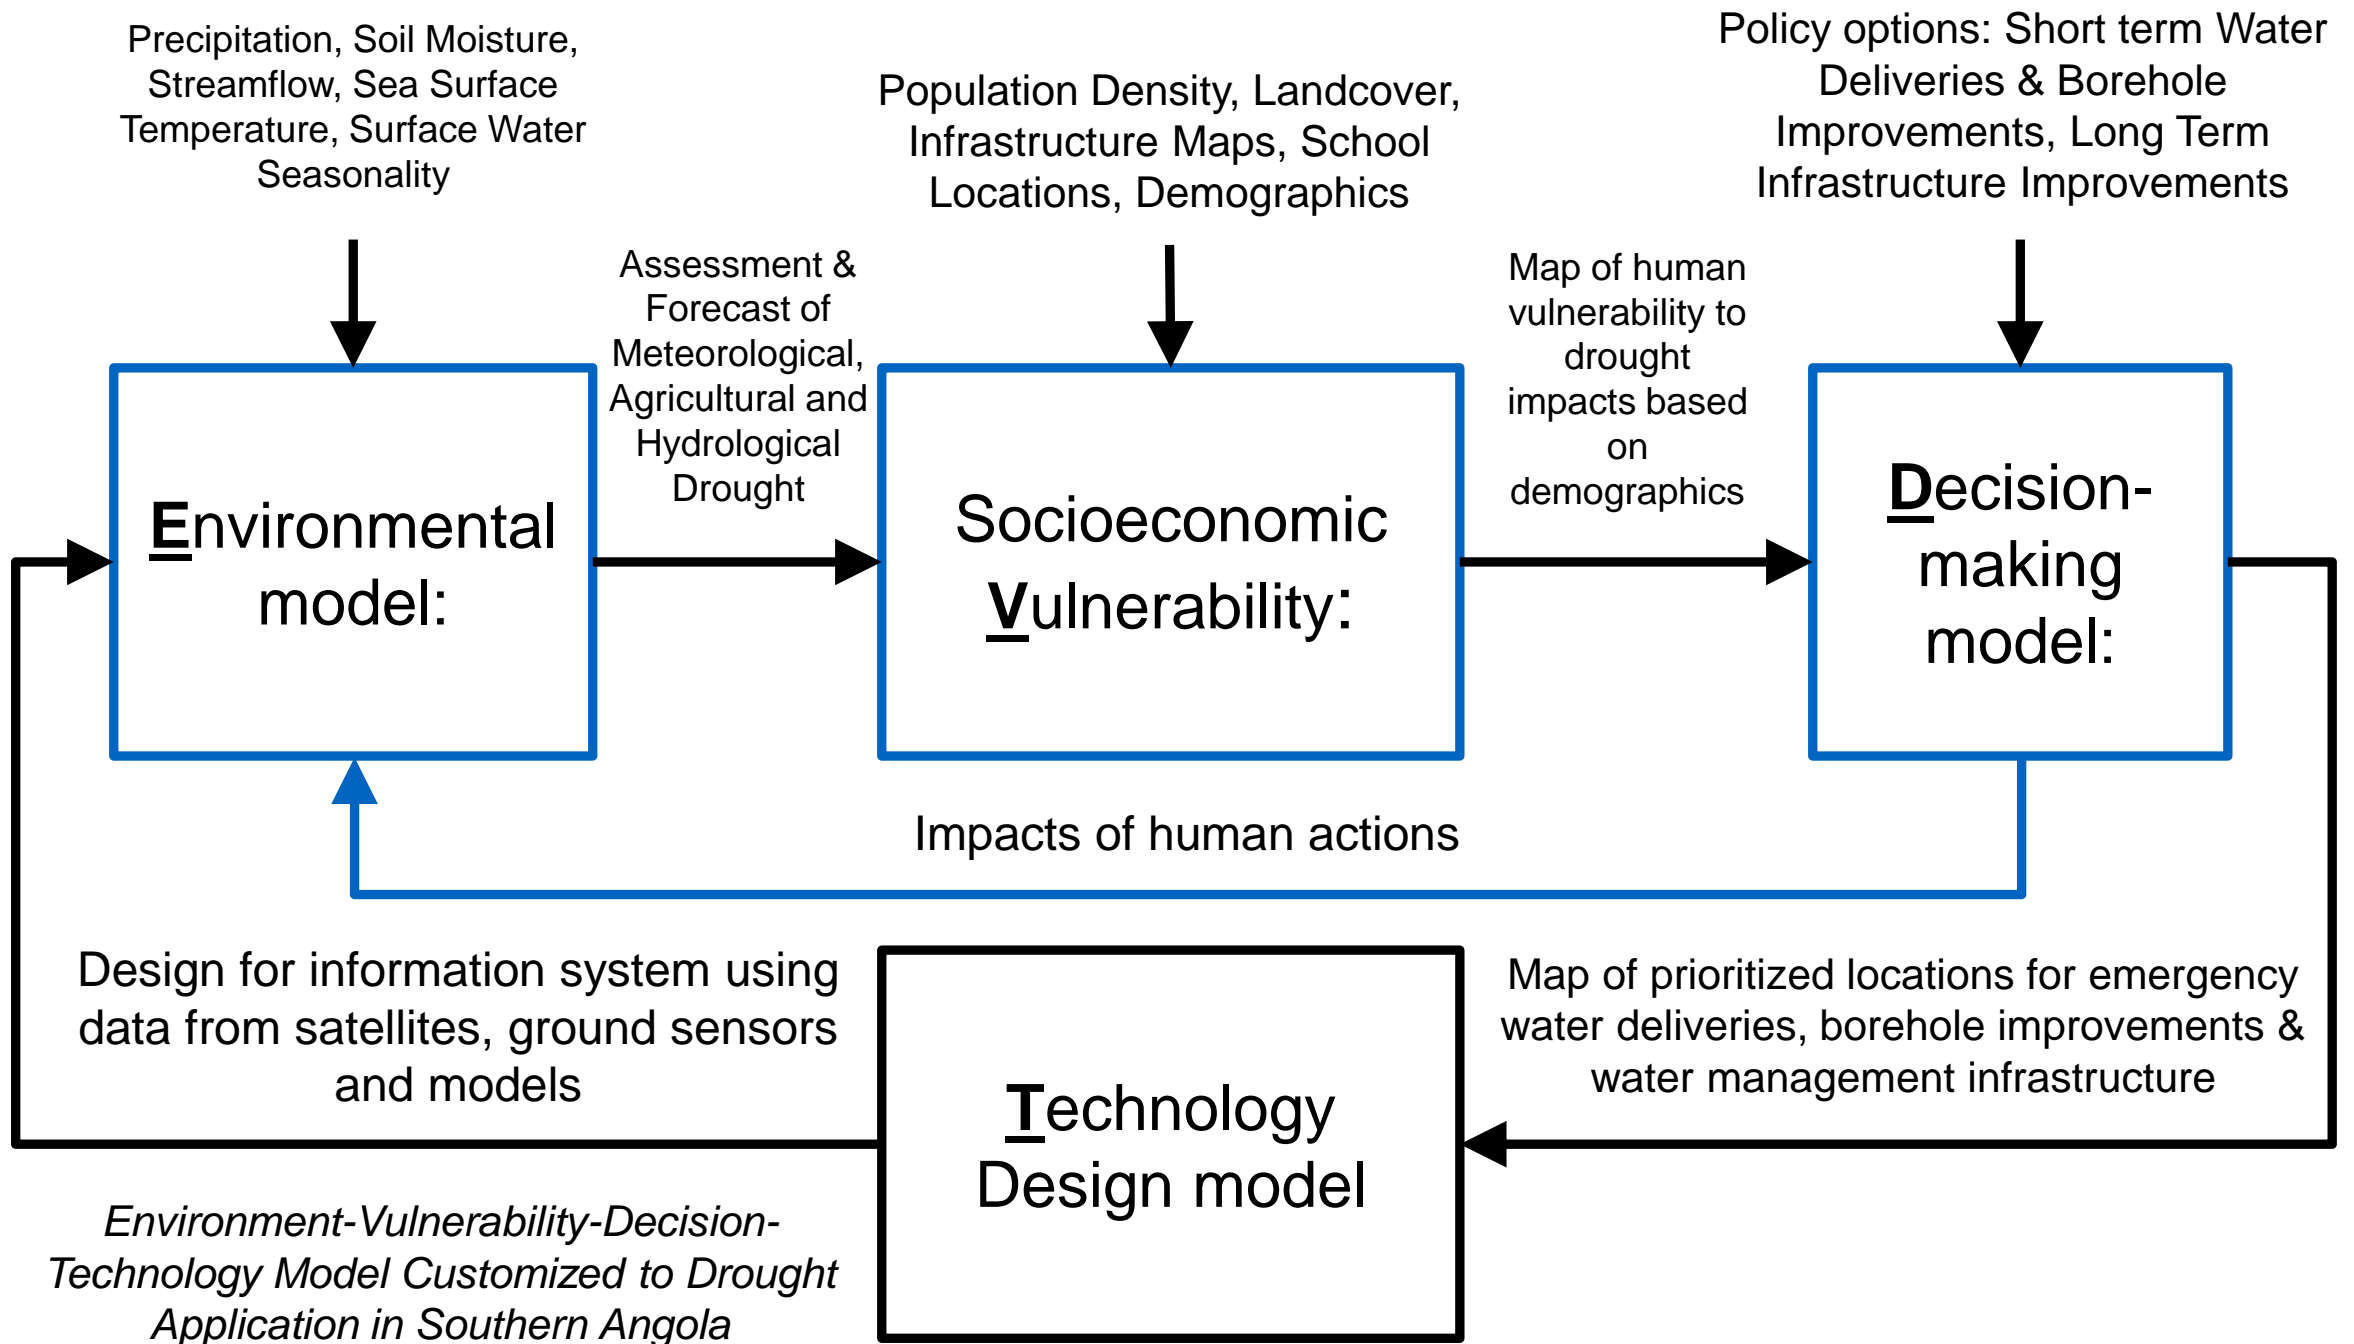 Precipitation, Soil Moisture,
Streamflow, Sea Surface
Temperature, Surface Water
Seasonality
Population Density, Landcover,
Infrastructure Maps, School
Locations, Demographics
Policy options: Short term Water
Deliveries & Borehole
Improvements, Long Term
Infrastructure Improvements
Environmental
model:
Assessment &
Forecast of
Meteorological,
Agricultural and
Hydrological
Drought
Socioeconomic
Vulnerability:
Map of human
vulnerability to
drought
impacts based
on
demographics
Decision-
making
model:
Impacts of human actions
Design for information system using
data from satellites, ground sensors
and models
Technology
Design model
Map of prioritized locations for emergency
water deliveries, borehole improvements &
water management infrastructure
Environment-Vulnerability-Decision-
Technology Model Customized to Drought
Application in Southern Angola